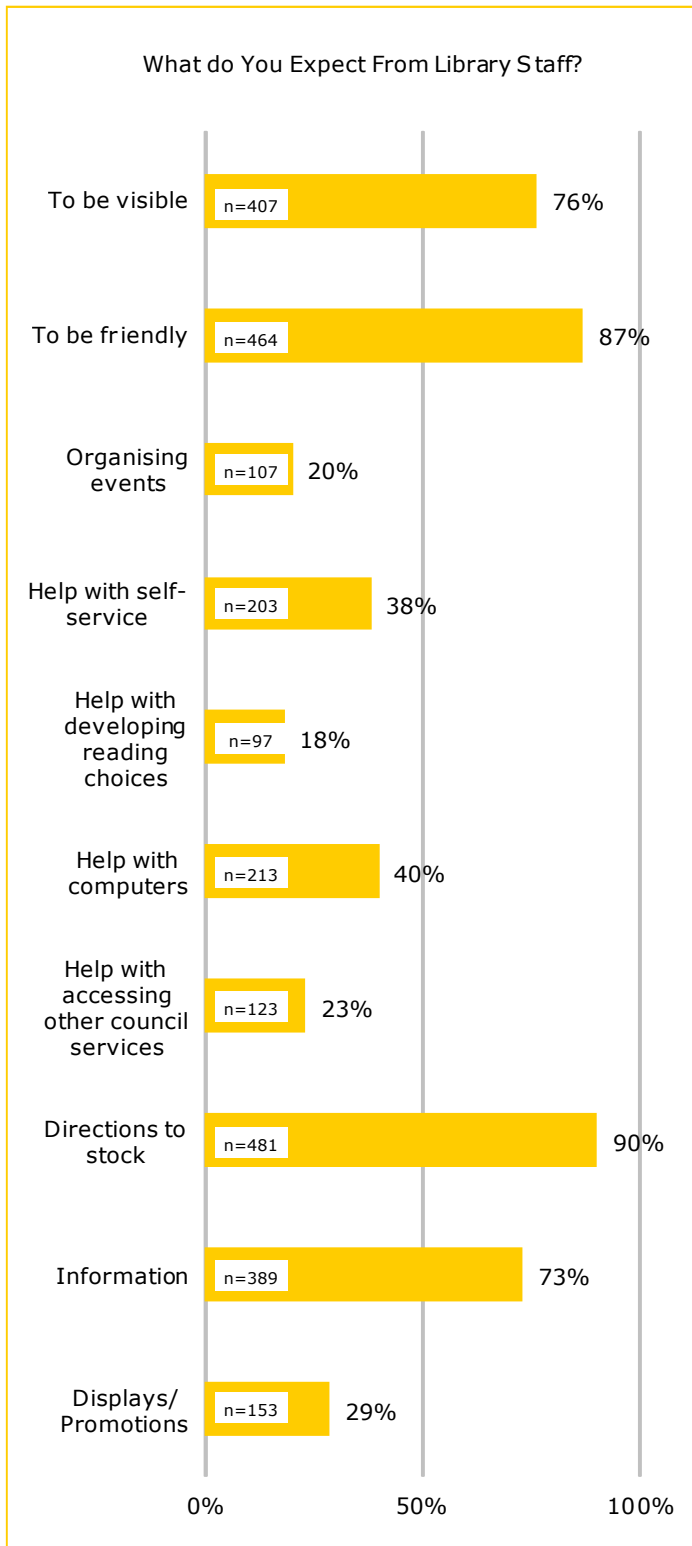 What do You Expect From Library Staff?
To be visible
n=407
76%
To be friendly
n=464
87%
Organising
events
n=107
20%
Help with self-
service
n=203
38%
Help with
developing
reading
choices
n=97
18%
Help with
computers
n=213
40%
Help with
accessing
other council
services
n=123
23%
Directions to
stock
n=481
90%
Information
n=389
73%
Displays/
Promotions
n=153
29%
0%
50%
100%